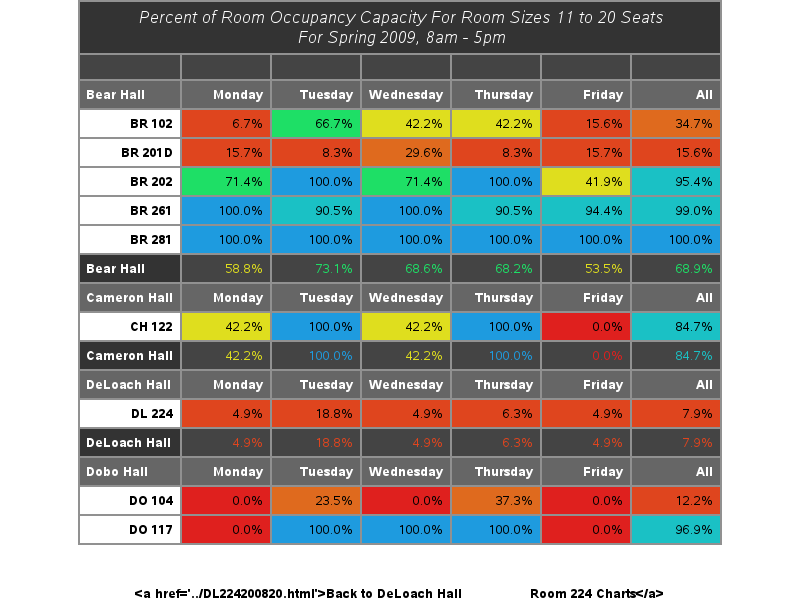 Percent of Room Occupancy Capacity For Room Sizes 11 to 20 Seats
For Spring 2009, 8am - 5pm
Bear Hall Monday Tuesday Wednesday Thursday Friday All
BR 102 6.7% 66.7% 42.2% 42.2% 15.6% 34.7%
BR 201D 15.7% 8.3% 29.6% 8.3% 15.7% 15.6%
BR 202 71.4% 100.0% 71.4% 100.0% 41.9% 95.4%
BR 261 100.0% 90.5% 100.0% 90.5% 94.4% 99.0%
BR 281 100.0% 100.0% 100.0% 100.0% 100.0% 100.0%
Bear Hall 58.8% 73.1% 68.6% 68.2% 53.5% 68.9%
Cameron Hall Monday Tuesday Wednesday Thursday Friday All
CH 122 42.2% 100.0% 42.2% 100.0% 0.0% 84.7%
Cameron Hall 42.2% 100.0% 42.2% 100.0% 0.0% 84.7%
DeLoach Hall Monday Tuesday Wednesday Thursday Friday All
DL 224 4.9% 18.8% 4.9% 6.3% 4.9% 7.9%
DeLoach Hall 4.9% 18.8% 4.9% 6.3% 4.9% 7.9%
Dobo Hall Monday Tuesday Wednesday Thursday Friday All
DO 104 0.0% 23.5% 0.0% 37.3% 0.0% 12.2%
DO 117 0.0% 100.0% 100.0% 100.0% 0.0% 96.9%
<a href='../DL224200820.html'>Back to DeLoach Hall Room 224 Charts</a>